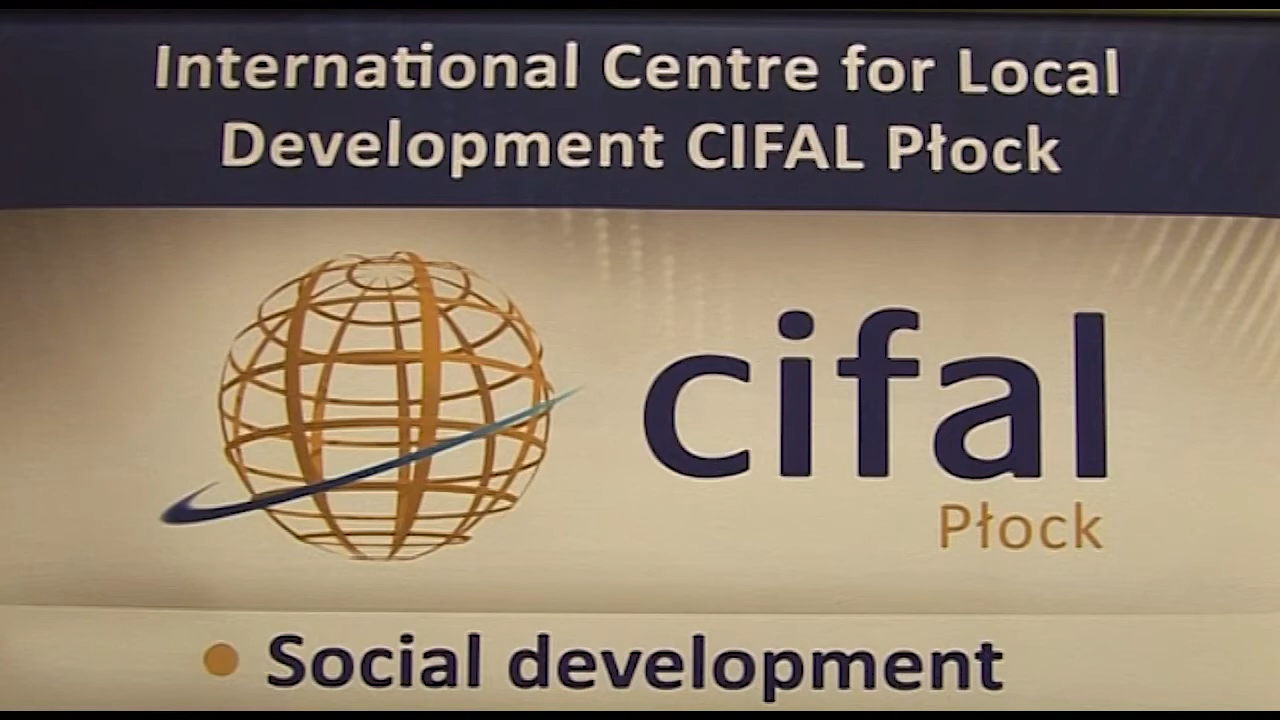 International Centre for Local
Development CIFAL Płock
cifal
Płock
• Social development